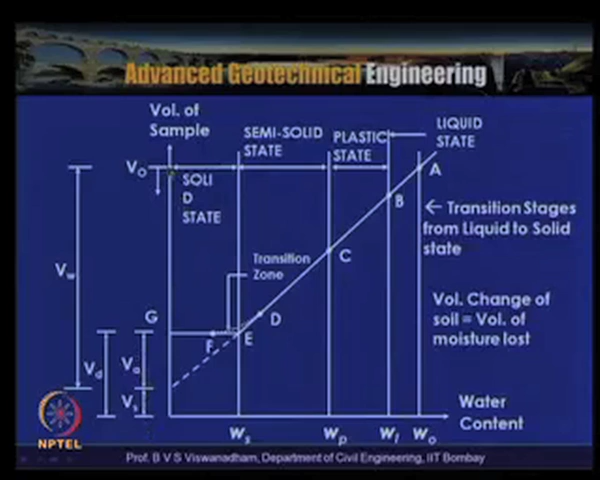 Advanced Geotechnical Engineering
Vol. of
Sample
SEMI-SOLID
STATE
PLASTIC
STATE
LIQUID
STATE
Vo
SOLI
D
STATE
A
B
← Transition Stages
from Liquid to Solid
state
Transition
Zone
C
Vw
Vol. Change of
soil = Vol. of
moisture lost
G
D
F
E
Vd
Va
Vs
Water
Content
NPTEL
ws
wp
wl
wo
Prof. B V S Viswanadham, Department of Civil Engineering, IIT Bombay